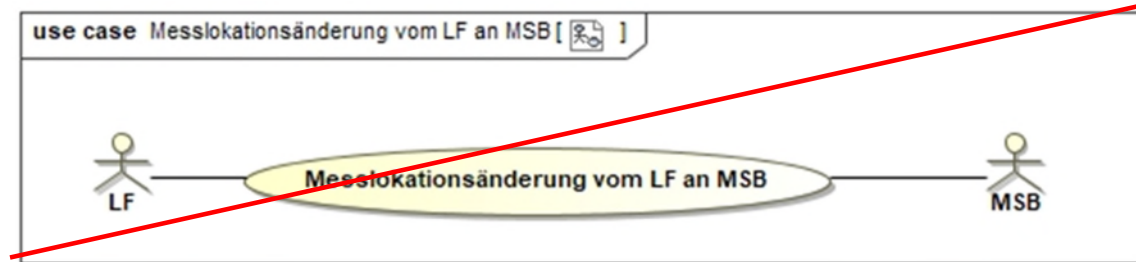 use case Messlokationsänderung vom LF an MSB [ ]
Messlokationsänderung vom LF an MSB
LF
MSB